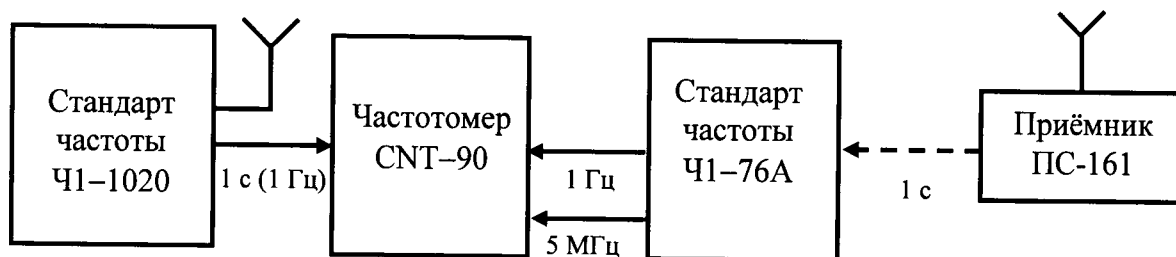 Стандарт
частоты
Ч1–1020
1 с (1 Гц)
Частотомер
CNT–90
1 Гц
5 МГц
Стандарт
частоты
Ч1–76А
1 с
Приёмник
ПС-161